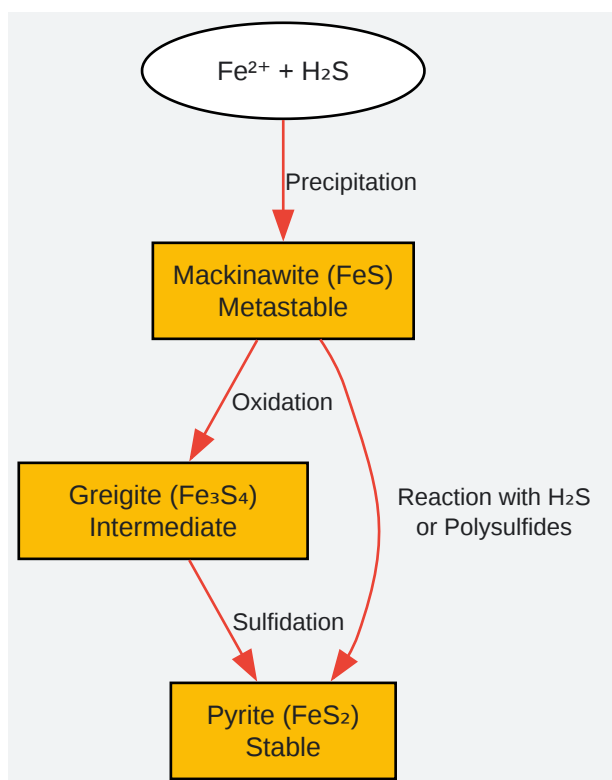 Fe²⁺ + H₂S
Precipitation
Mackinawite (FeS)
Metastable
Oxidation
Greigite (Fe₃S₄)
Intermediate
Reaction with H₂S
or Polysulfides
Sulfidation
Pyrite (FeS₂)
Stable